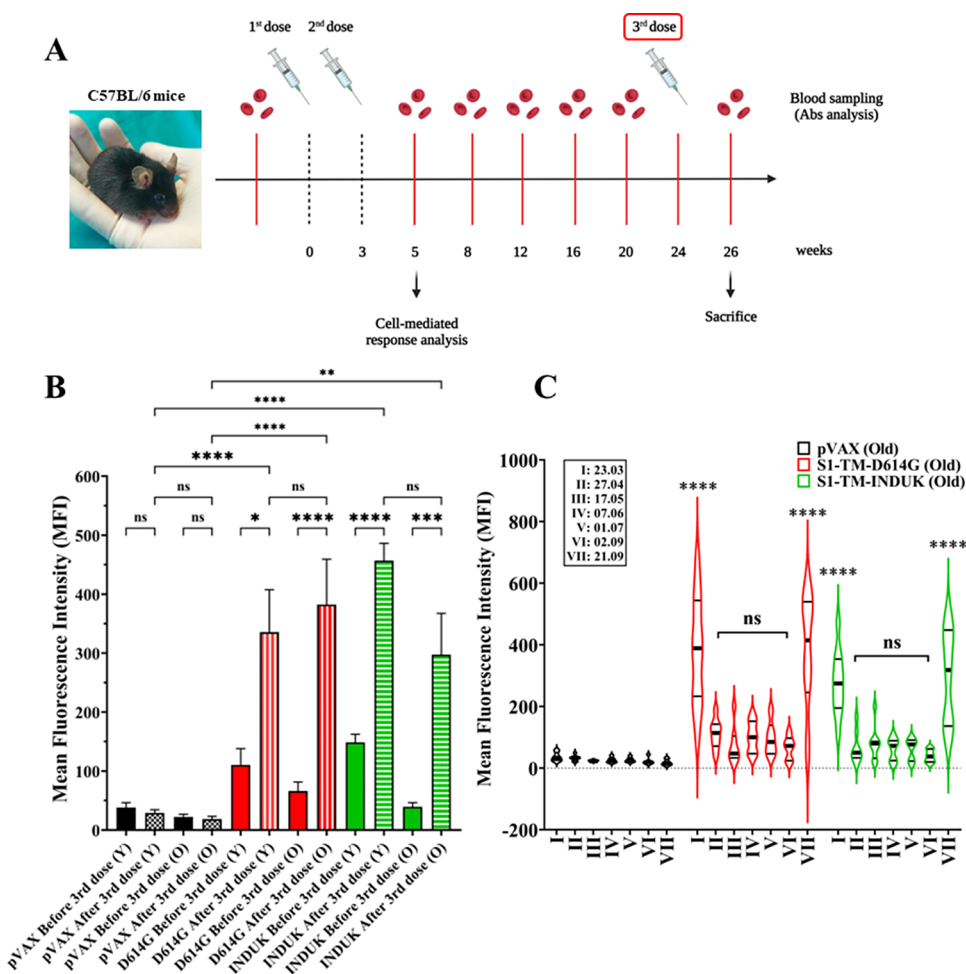 A
1st dose
2nd dose
3rd dose
C57BL/6 mice
Blood sampling
(Abs analysis)
0
3
5
8
12
16
20
24
26
weeks
Cell-mediated
response analysis
Sacrifice
B
**
****
****
****
ns
ns
ns
ns
ns
*
****
****
***
Mean Fluorescence Intensity (MFI)
600
500
400
300
200
100
0
pVAX Before 3rd dose (Y)
pVAX After 3rd dose (Y)
pVAX Before 3rd dose (O)
pVAX After 3rd dose (O)
D614G Before 3rd dose (Y)
D614G After 3rd dose (Y)
D614G Before 3rd dose (O)
D614G After 3rd dose (O)
INDUK Before 3rd dose (Y)
INDUK After 3rd dose (Y)
INDUK Before 3rd dose (O)
INDUK After 3rd dose (O)
C
pVAX (Old)
S1-TM-D614G (Old)
S1-TM-INDUK (Old)
I: 23.03
II: 27.04
III: 17.05
IV: 07.06
V: 01.07
VI: 02.09
VII: 21.09
****
****
****
****
ns
ns
Mean Fluorescence Intensity (MFI)
1000
800
600
400
200
0
-200
I
II
III
IV
V
VI
VII
I
II
III
IV
V
VI
VII
I
II
III
IV
V
VI
VII